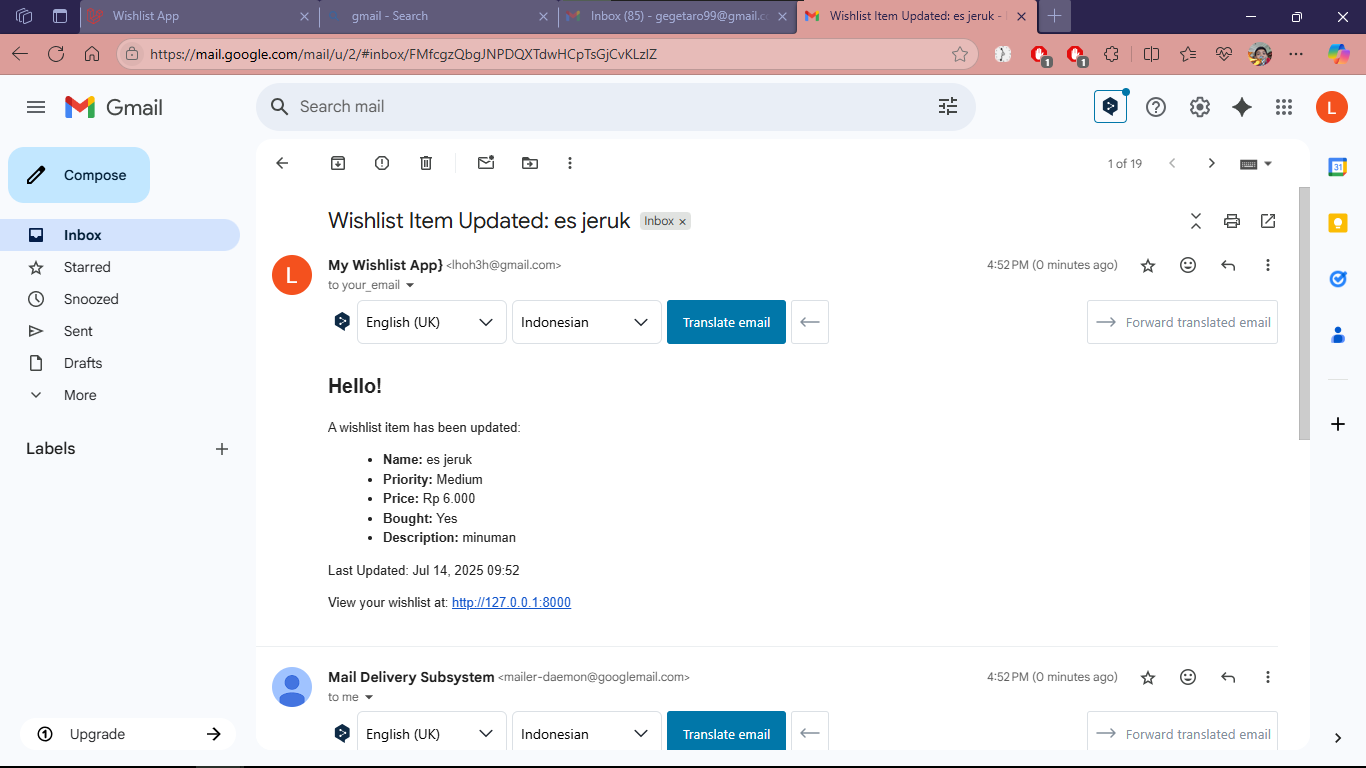 Wishlist App
gmail - Search
Inbox (85) - gegetaro99@gmail.c
Wishlist Item Updated: es jeruk -
https://mail.google.com/mail/u/2/#inbox/FMfcgzQbgJNPDQXTdwHCpTsGjCvKLzlZ
1
1
Gmail
Search mail
L
Compose
1 of 19
Inbox
Starred
Snoozed
Sent
Drafts
More
Labels
Upgrade
Wishlist Item Updated: es jeruk
Inbox ×
L
My Wishlist App} <lhoh3h@gmail.com>
4:52 PM (0 minutes ago)
to your_email
English (UK)
Indonesian
Translate email
Forward translated email
Hello!
A wishlist item has been updated:
• Name: es jeruk
• Priority: Medium
• Price: Rp 6.000
• Bought: Yes
• Description: minuman
Last Updated: Jul 14, 2025 09:52
View your wishlist at: http://127.0.0.1:8000
Mail Delivery Subsystem <mailer-daemon@googlemail.com>
4:52 PM (0 minutes ago)
to me
English (UK)
Indonesian
Translate email
Forward translated email
31